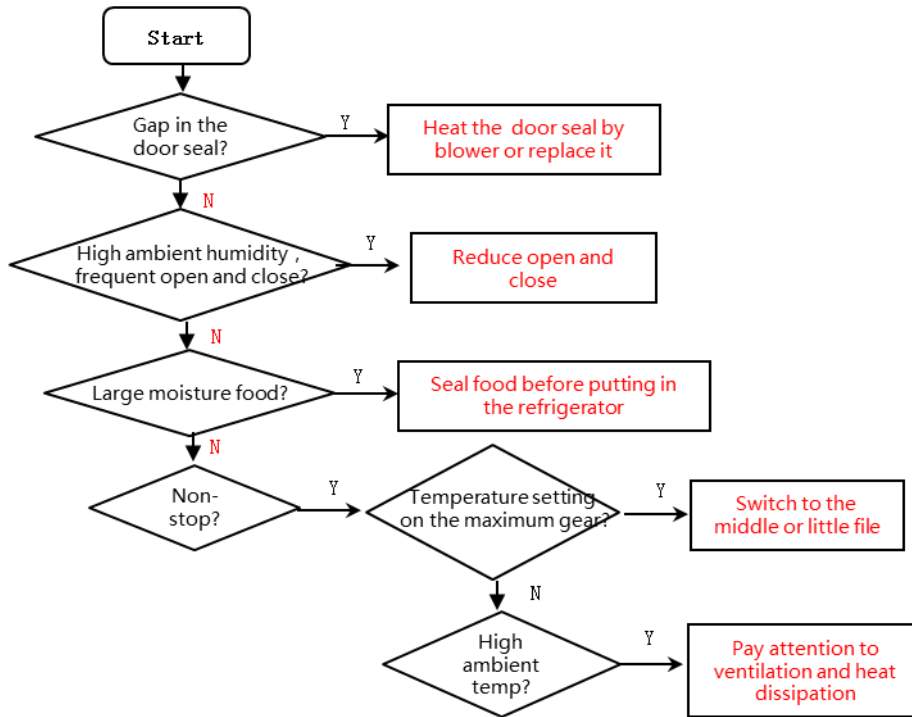 Start
Gap in the
door seal?
Y
Heat the door seal by
blower or replace it
N
High ambient humidity ,
frequent open and close?
Y
Reduce open and
close
N
Large moisture food?
Y
Seal food before putting in
the refrigerator
N
Non-
stop?
Y
Temperature setting
on the maximum gear?
Y
Switch to the
middle or little file
N
High
ambient
temp?
Y
Pay attention to
ventilation and heat
dissipation